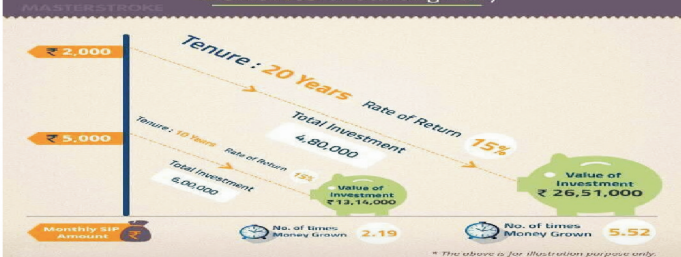 MASTERSTROKE
₹ 2,000
Tenure : 20 Years Rate of Return 15%
Total Investment
4,80,000
₹ 5,000
Tenure : 10 Years Rate of Return 15%
Total Investment
6,00,000
Value of
Investment
₹ 13,14,000
Value of
Investment
₹ 26,51,000
Monthly SIP
Amount
₹
No. of times
Money Grown 2.19
No. of times
Money Grown 5.52
* The above is for illustration purpose only.